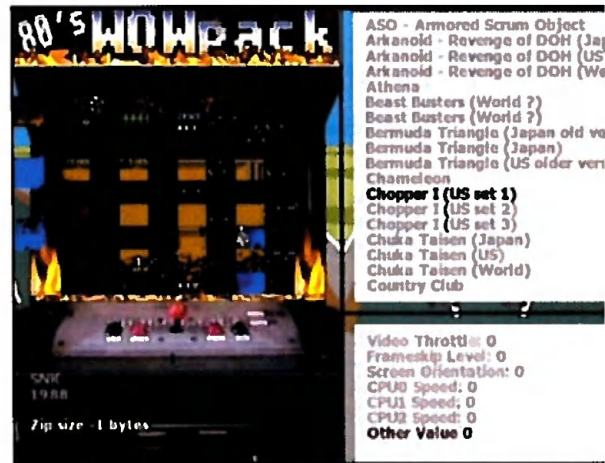 80's WOWpack
ASO - Armored Scrum Object
Arkanoid - Revenge of DOH (Jap
Arkanoid - Revenge of DOH (US
Arkanoid - Revenge of DOH (We
Athena
Beast Busters (World ?)
Beast Busters (World ?)
Bermuda Triangle (Japan old ve
Bermuda Triangle (Japan)
Bermuda Triangle (US older ver
Chameleon
Chopper I (US set 1)
Chopper I (US set 2)
Chopper I (US set 3)
Chuka Taisen (Japan)
Chuka Taisen (US)
Chuka Taisen (World)
Country Club
SNK
1988
Zip size -1 bytes
Video Throttle: 0
Frameskip Level: 0
Screen Orientation: 0
CPU0 Speed: 0
CPU1 Speed: 0
CPU2 Speed: 0
Other Value 0